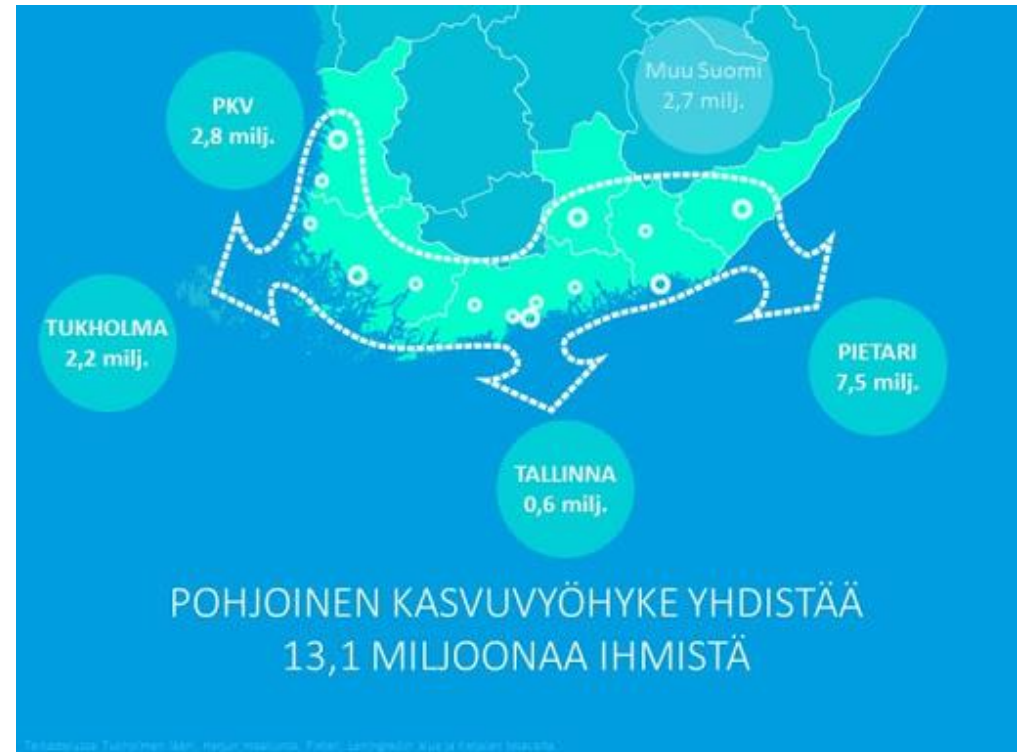 Muu Suomi
2,7 milj.
PKV
2,8 milj.
TUKHOLMA
2,2 milj.
PIETARI
7,5 milj.
TALLINNA
0,6 milj.
POHJOINEN KASVUVYÖHYKE YHDISTÄÄ
13,1 MILJOONAA IHMISTÄ